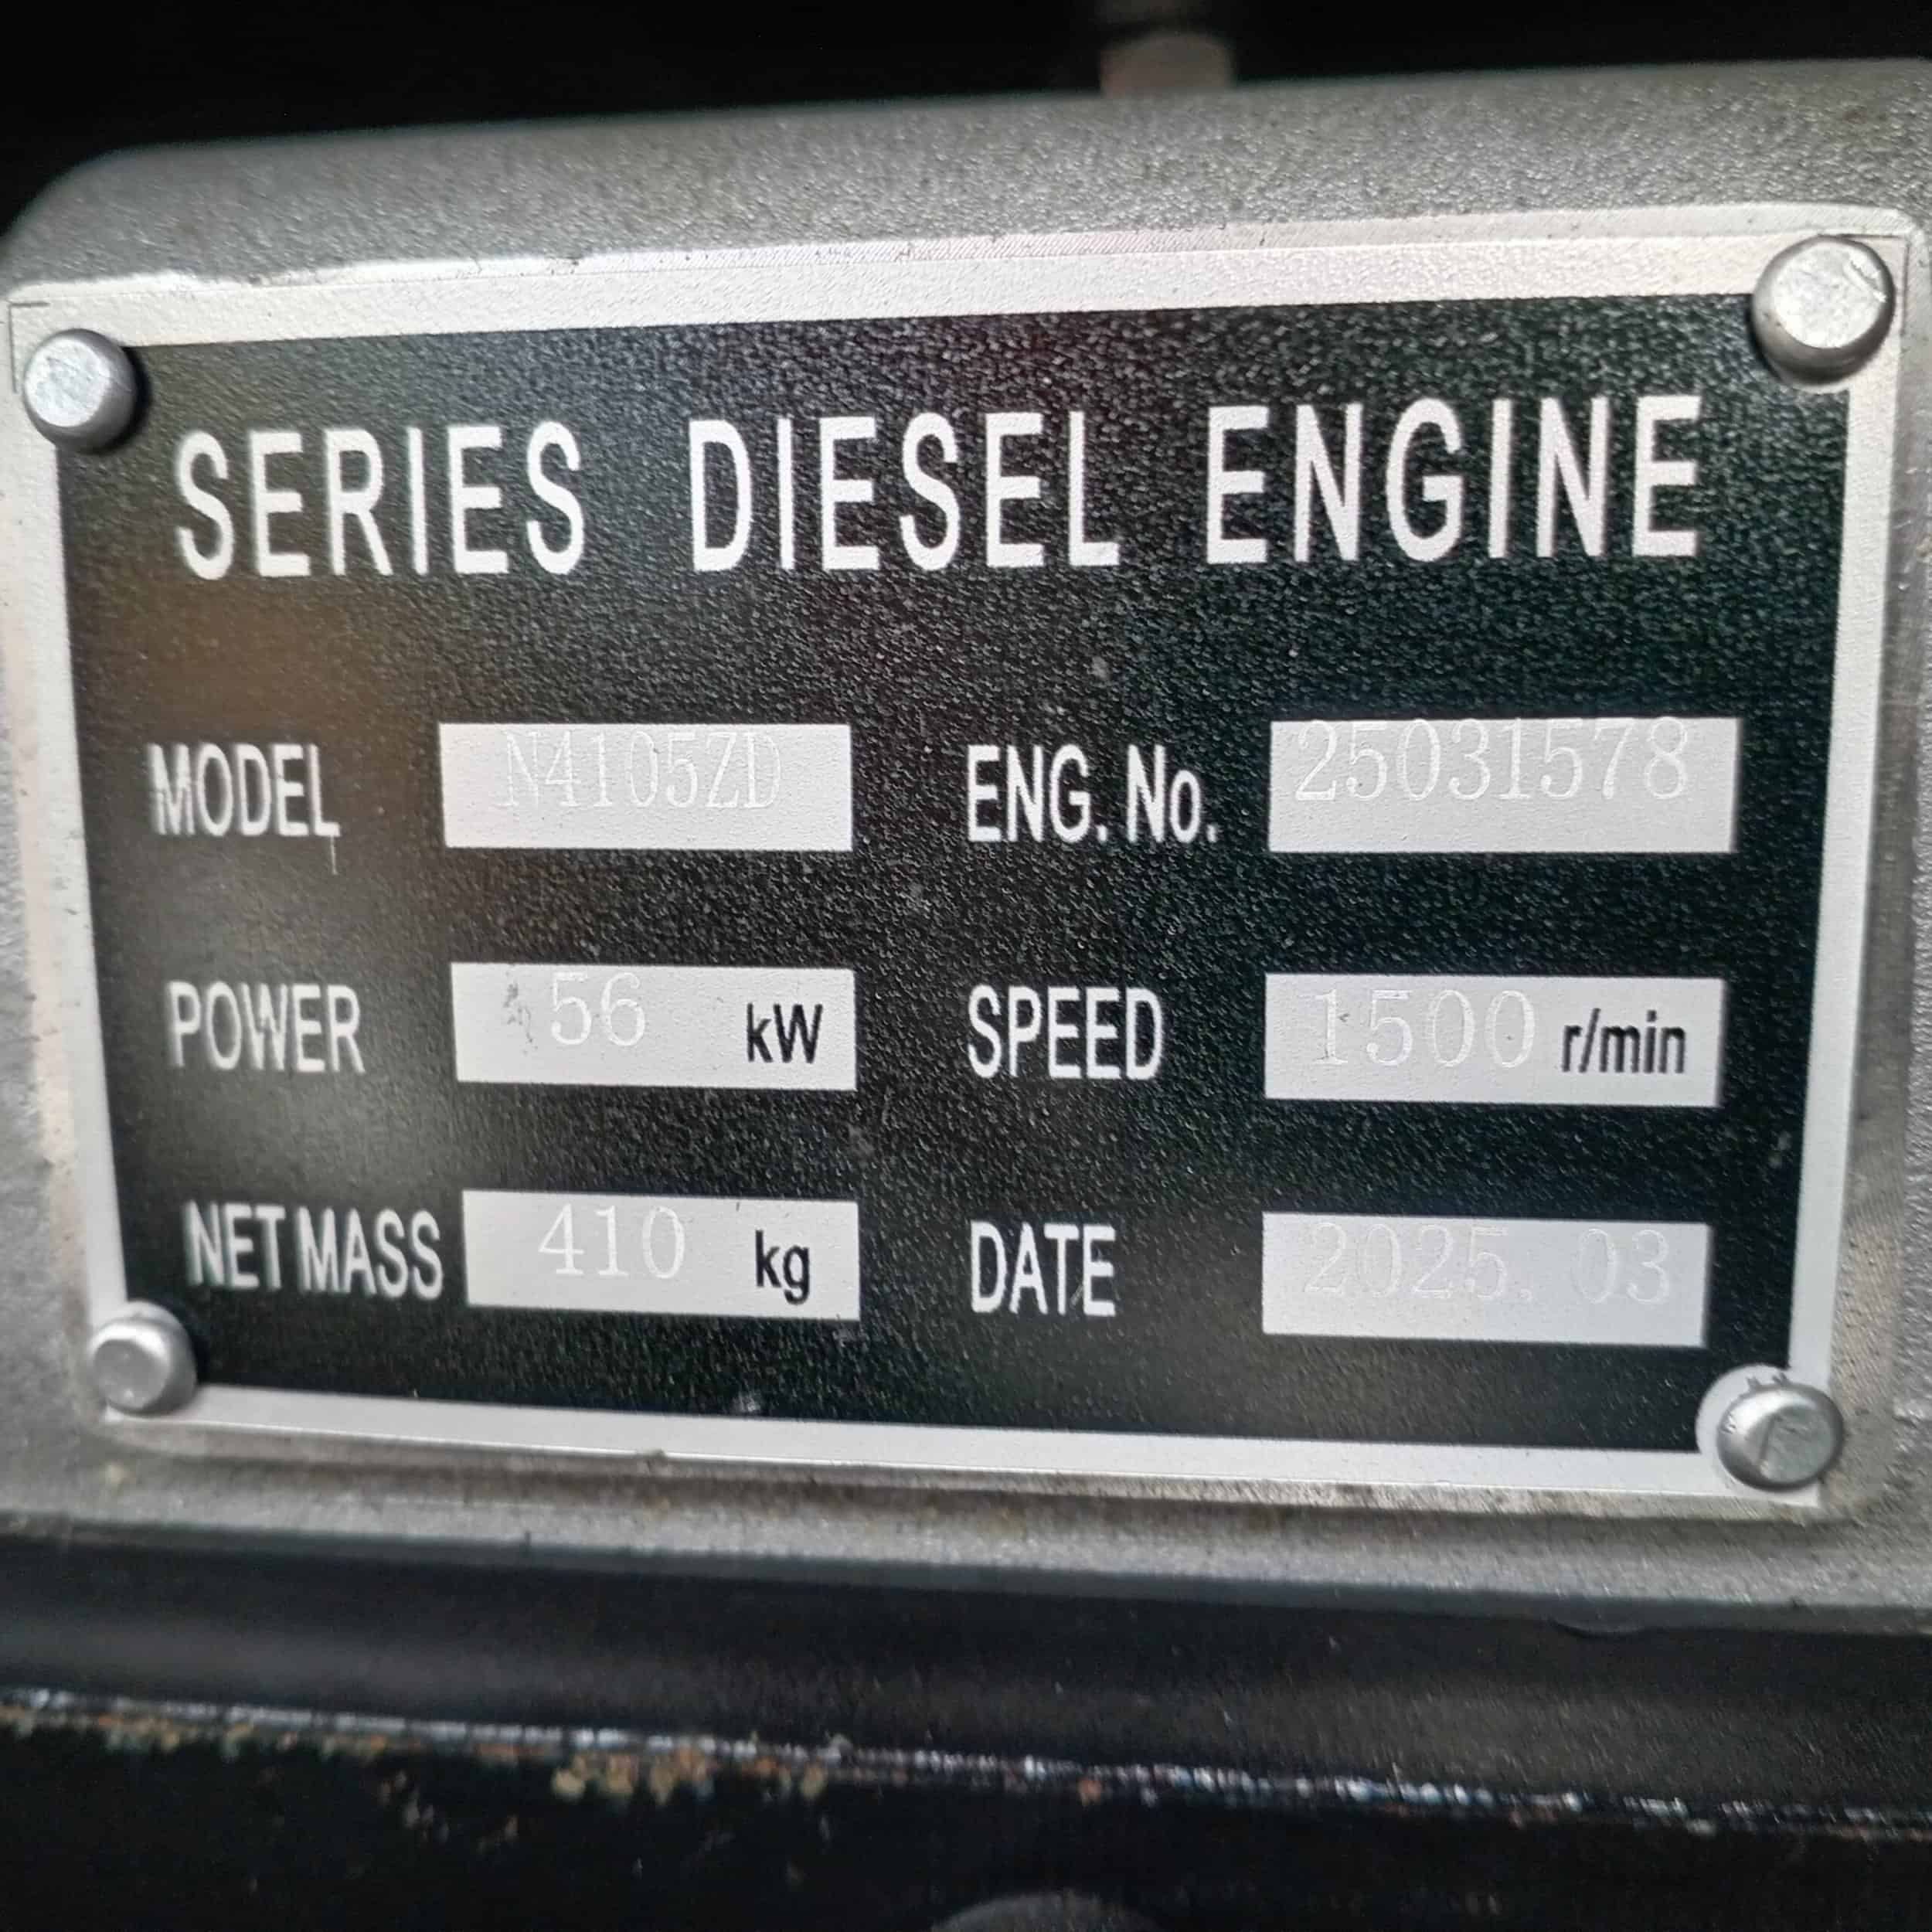 SERIES DIESEL ENGINE
MODEL N4105ZD ENG. No. 25031578
POWER 56 kW SPEED 1500 r/min
NET MASS 410 kg DATE 2025. 03